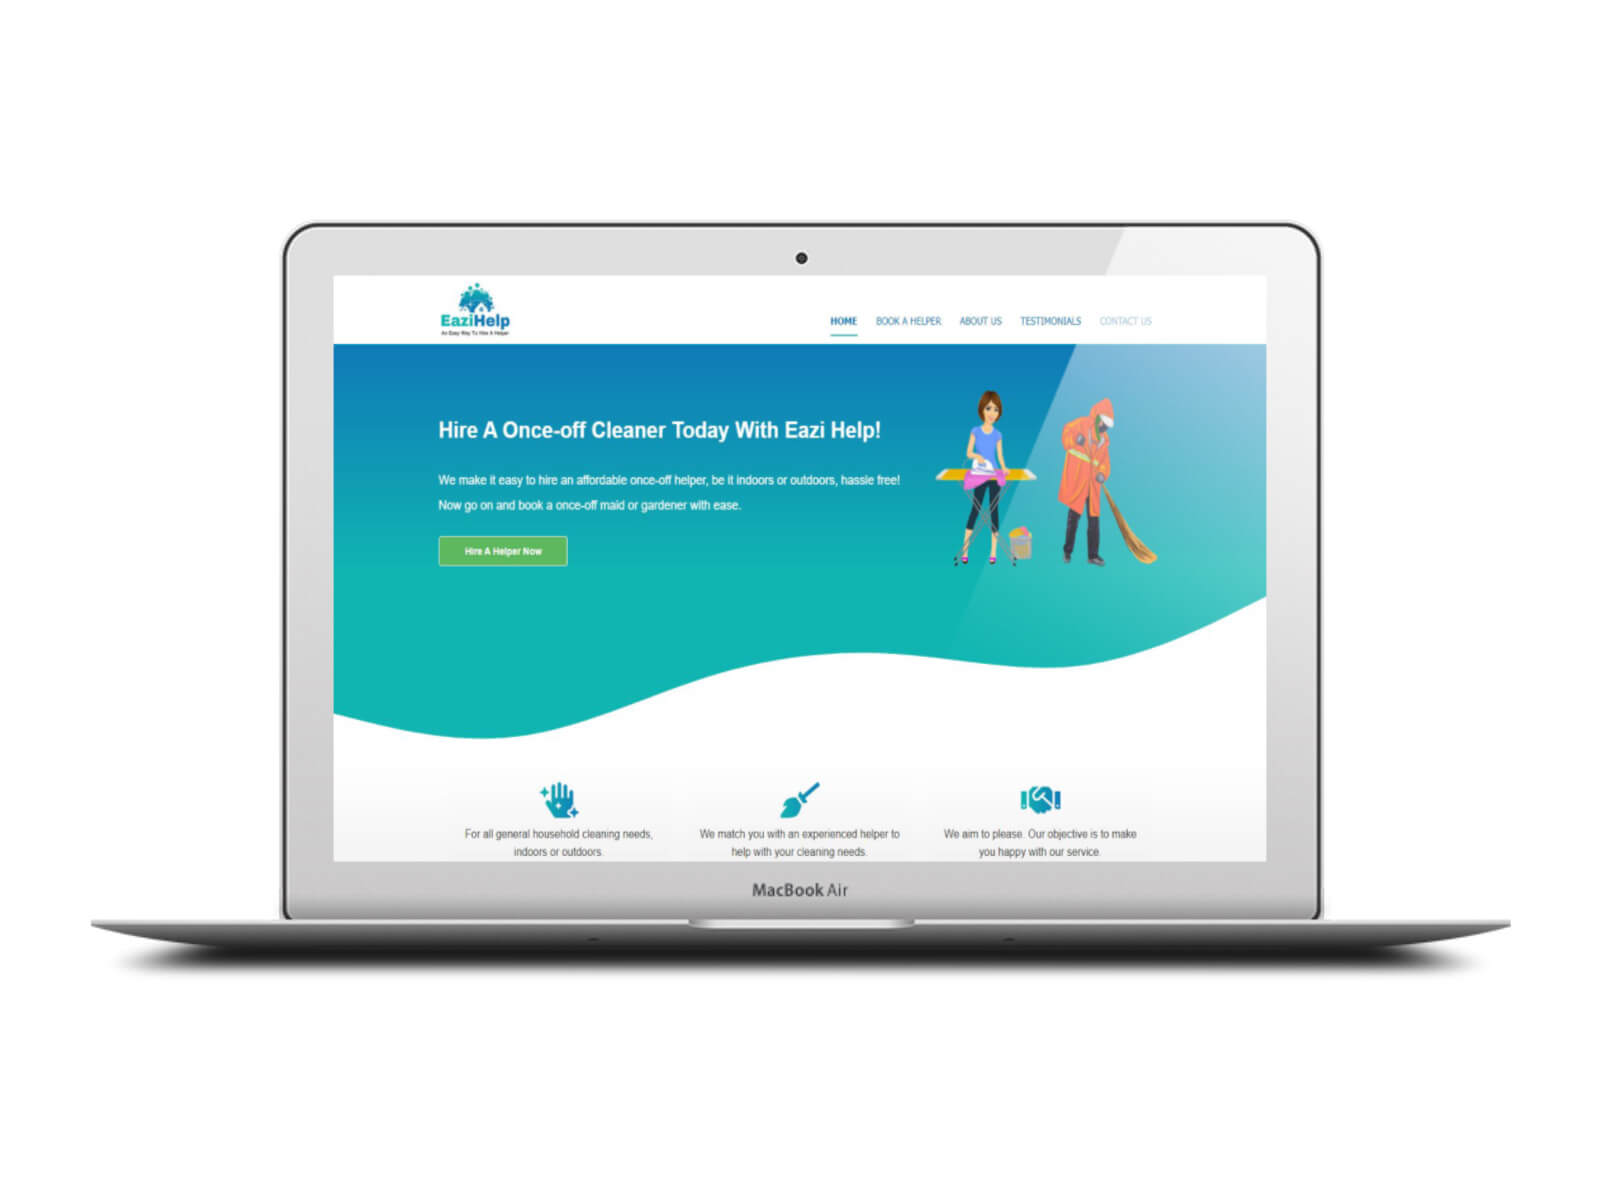 EaziHelp
An Easy Way To Hire A Helper
HOME BOOK A HELPER ABOUT US TESTIMONIALS CONTACT US
Hire A Once-off Cleaner Today With Eazi Help!
We make it easy to hire an affordable once-off helper, be it indoors or outdoors, hassle free!
Now go on and book a once-off maid or gardener with ease.
Hire A Helper Now
For all general household cleaning needs,
indoors or outdoors.
We match you with an experienced helper to
help with your cleaning needs.
We aim to please. Our objective is to make
you happy with our service.
MacBook Air